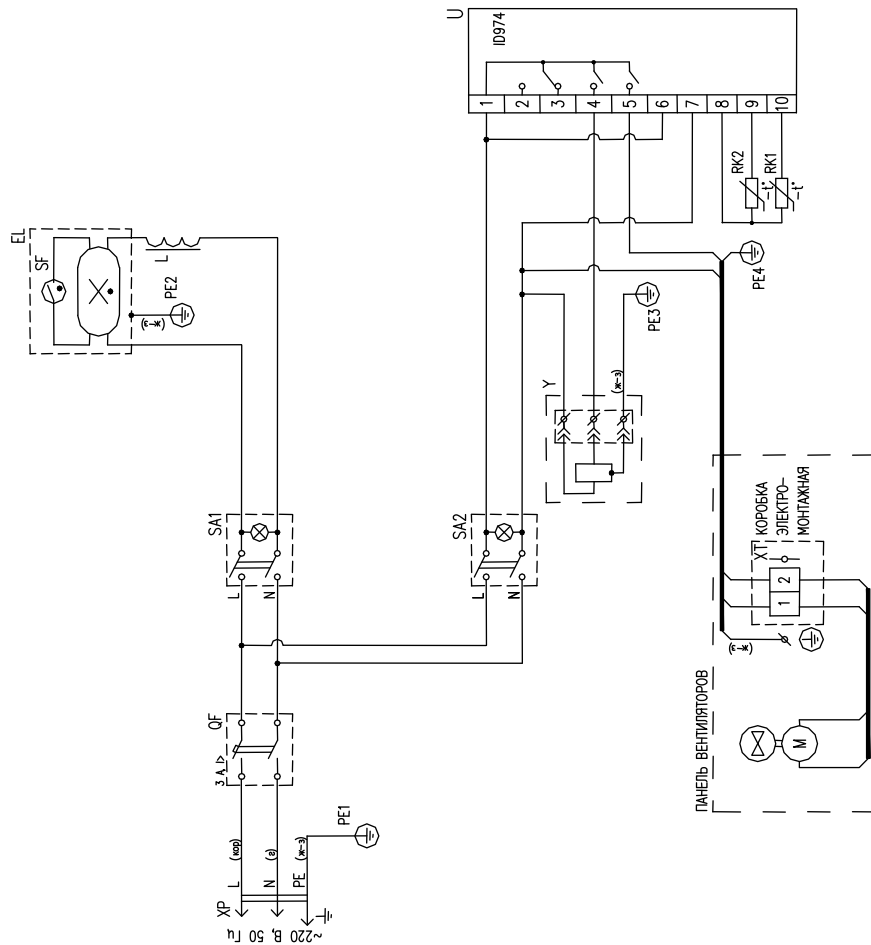 EL
SF
L
PE2
(ж-з)
U
ID974
1
2
3
4
5
6
7
8
9
10
RK2
-t°
RK1
-t°
PE4
PE3
(ж-з)
Y
SA1
L
N
SA2
L
N
QF
3 A I>
PE1
XP
L
(кор)
N
(г)
PE
(ж-з)
~220 В, 50 Гц
ПАНЕЛЬ ВЕНТИЛЯТОРОВ
XT
КОРОБКА
ЭЛЕКТРО-
МОНТАЖНАЯ
1
2
(ж-з)
M